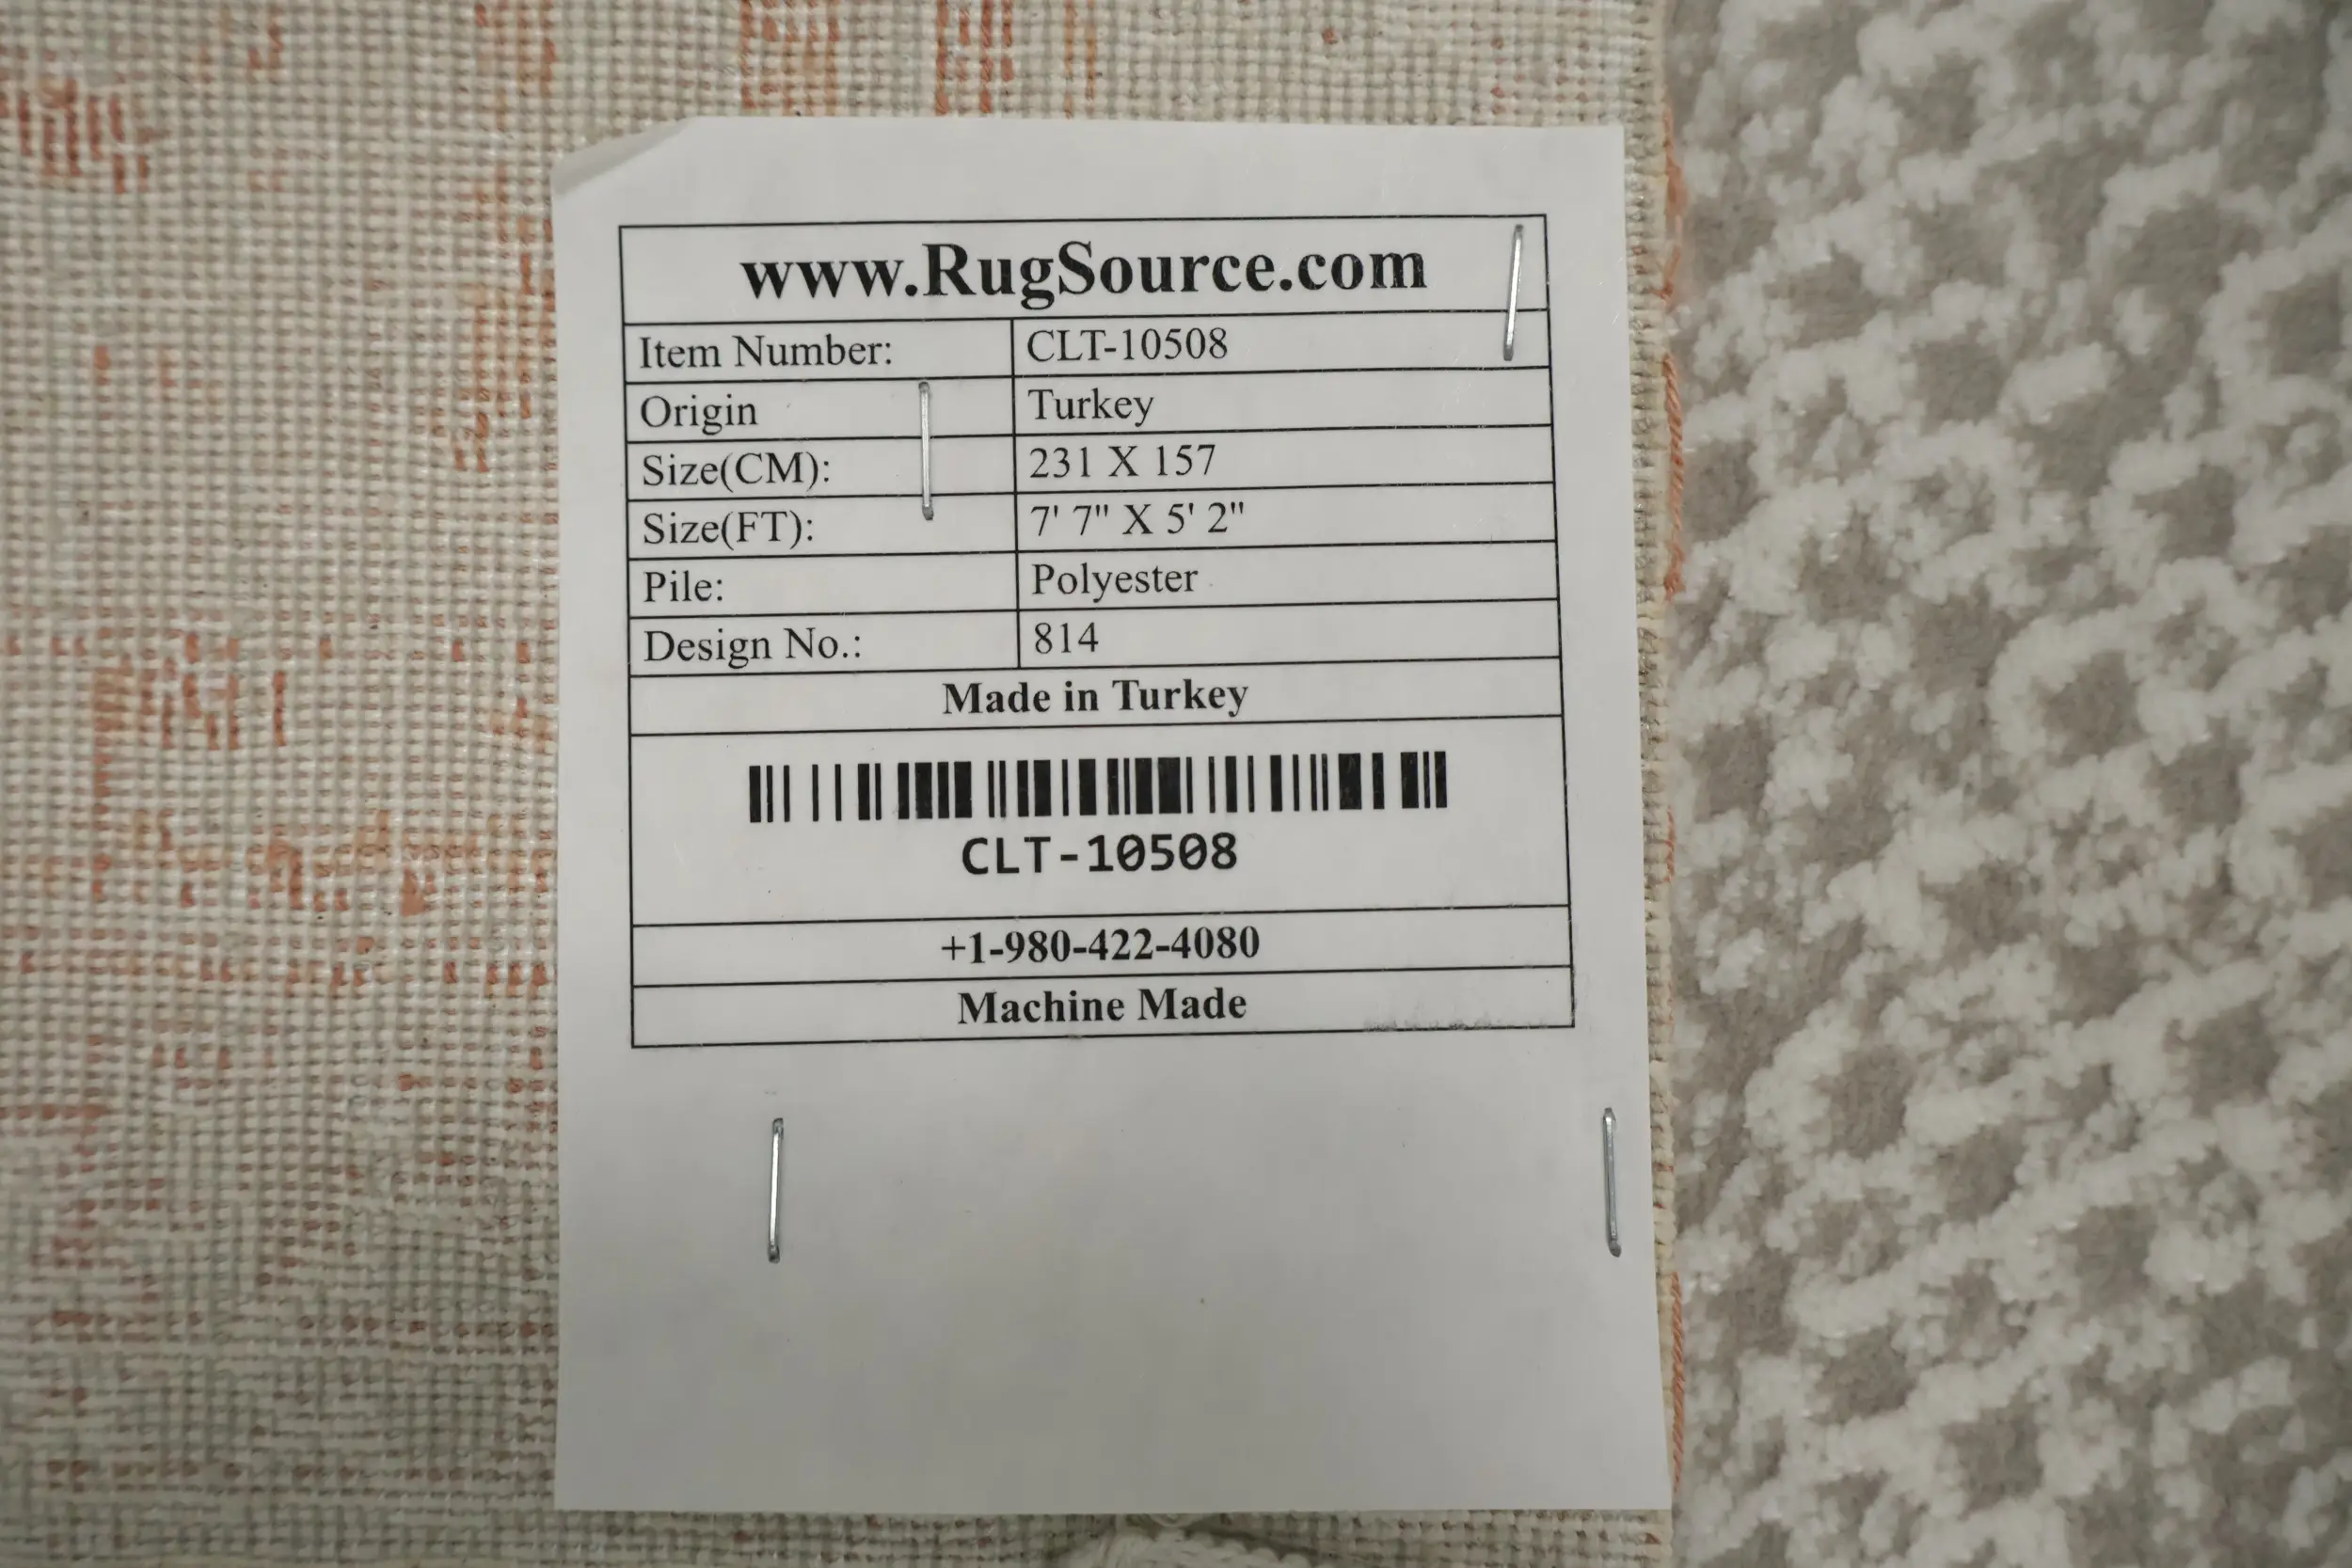 www.RugSource.com
Item Number: CLT-10508
Origin Turkey
Size(CM): 231 X 157
Size(FT): 7' 7" X 5' 2"
Pile: Polyester
Design No.: 814
Made in Turkey
CLT-10508
+1-980-422-4080
Machine Made